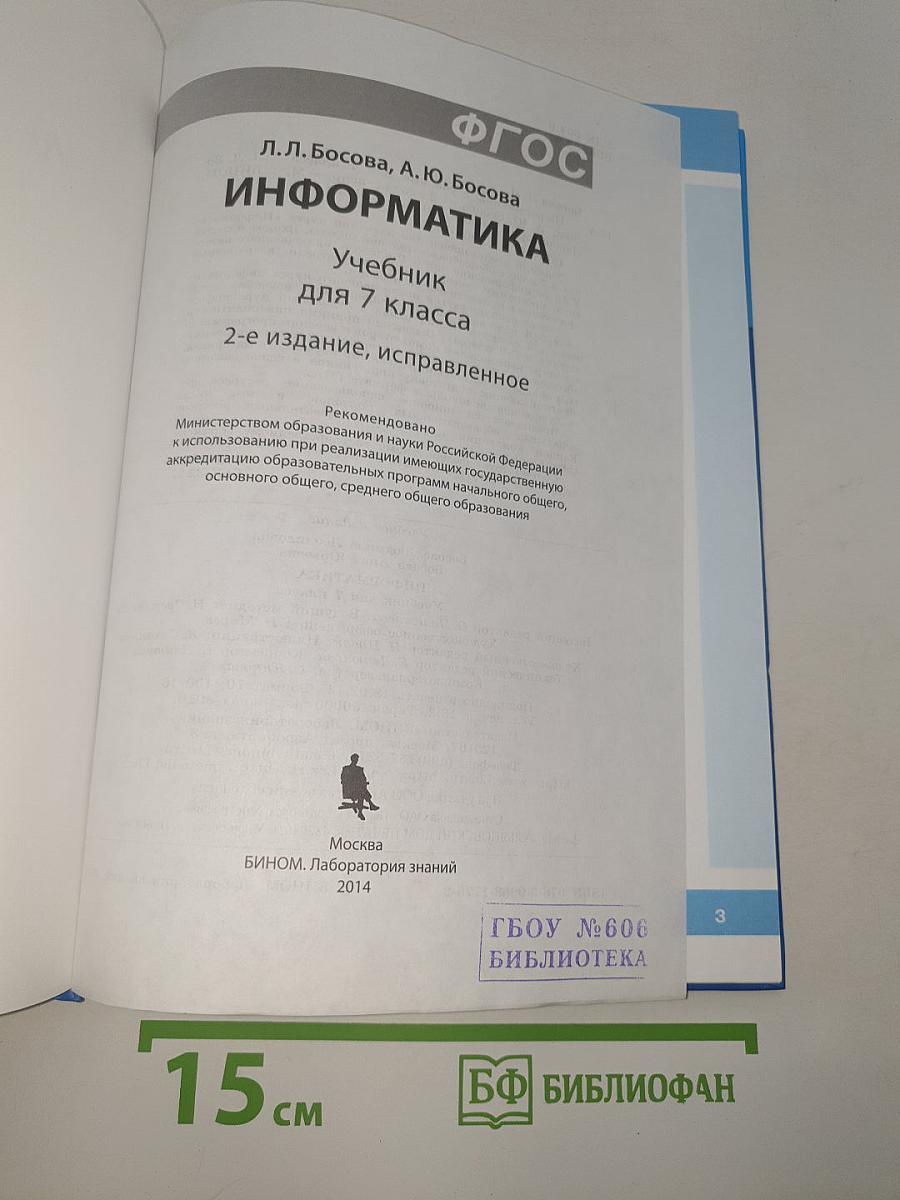 ФГОС
Л. Л. Босова, А. Ю. Босова
ИНФОРМАТИКА
Учебник
для 7 класса
2-е издание, исправленное
Рекомендовано
Министерством образования и науки Российской Федерации
к использованию при реализации имеющих государственную
аккредитацию образовательных программ начального общего,
основного общего, среднего общего образования
Москва
БИНОМ. Лаборатория знаний
2014
ГБОУ №606
БИБЛИОТЕКА
3
15 см
БФ БИБЛИОФАН